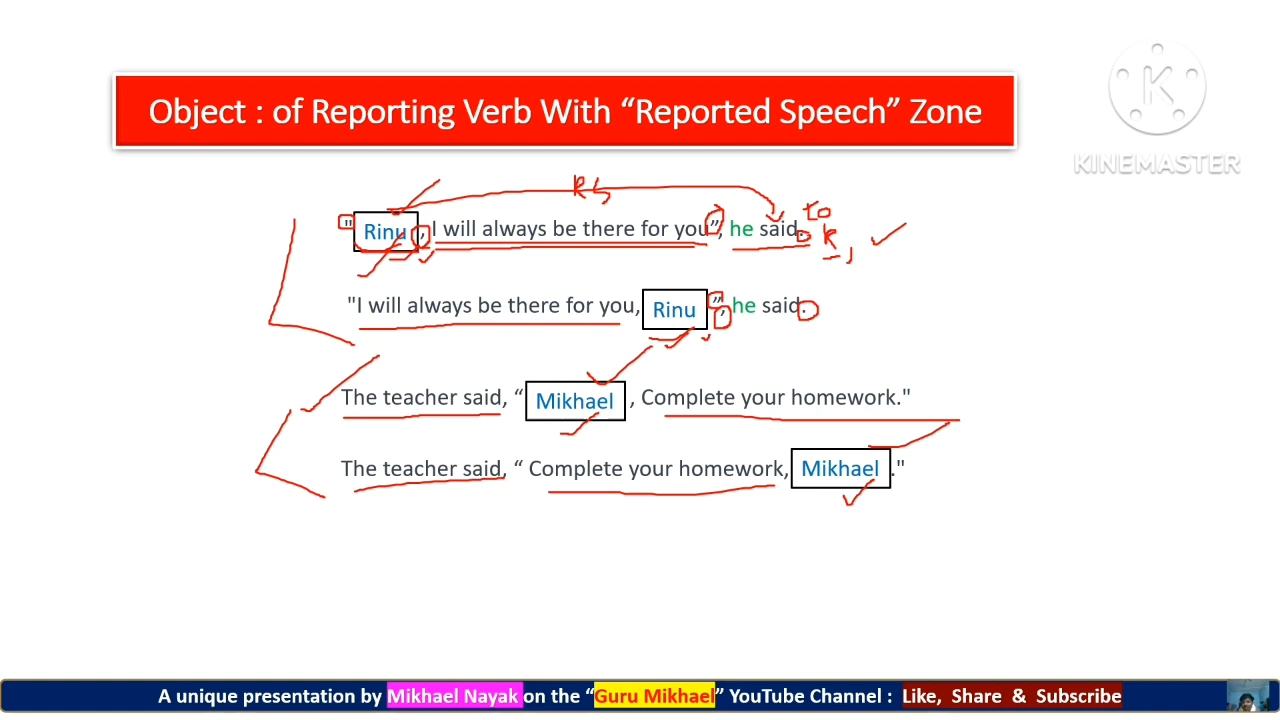 Object : of Reporting Verb With “Reported Speech” Zone
KINEMASTER
RS
"Rinu, I will always be there for you”, he said. to R,
"I will always be there for you, Rinu”, he said.
The teacher said, “ Mikhael , Complete your homework."
The teacher said, “ Complete your homework, Mikhael."
A unique presentation by Mikhael Nayak on the “Guru Mikhael” YouTube Channel : Like, Share & Subscribe